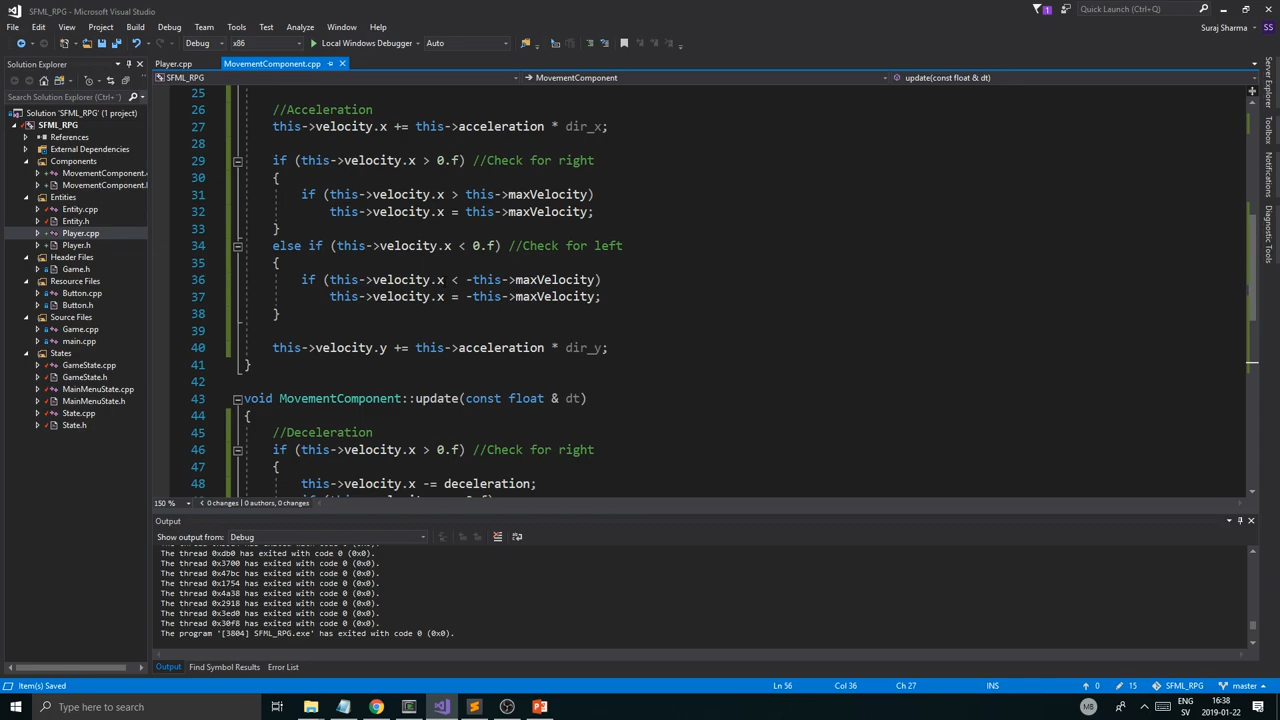 SFML_RPG - Microsoft Visual Studio
1
Quick Launch (Ctrl+Q)
File Edit View Project Build Debug Team Tools Test Analyze Window Help
Suraj Sharma SS
Debug x86 Local Windows Debugger Auto
Solution Explorer
Player.cpp MovementComponent.cpp
SFML_RPG MovementComponent update(const float & dt)
Search Solution Explorer (Ctrl+
Solution 'SFML_RPG' (1 project)
SFML_RPG
References
External Dependencies
Components
MovementComponent.
MovementComponent.
Entities
Entity.cpp
Entity.h
Player.cpp
Player.h
Header Files
Game.h
Resource Files
Button.cpp
Button.h
Source Files
Game.cpp
main.cpp
States
GameState.cpp
GameState.h
MainMenuState.cpp
MainMenuState.h
State.cpp
State.h
25
26 //Acceleration
27 this->velocity.x += this->acceleration * dir_x;
28
29 if (this->velocity.x > 0.f) //Check for right
30 {
31 if (this->velocity.x > this->maxVelocity)
32 this->velocity.x = this->maxVelocity;
33 }
34 else if (this->velocity.x < 0.f) //Check for left
35 {
36 if (this->velocity.x < -this->maxVelocity)
37 this->velocity.x = -this->maxVelocity;
38 }
39
40 this->velocity.y += this->acceleration * dir_y;
41 }
42
43 void MovementComponent::update(const float & dt)
44 {
45 //Deceleration
46 if (this->velocity.x > 0.f) //Check for right
47 {
48 this->velocity.x -= deceleration;
150 % 0 changes | 0 authors, 0 changes
Server Explorer
Toolbox
Notifications
Diagnostic Tools
Output
Show output from: Debug
The thread 0xdb0 has exited with code 0 (0x0).
The thread 0x3700 has exited with code 0 (0x0).
The thread 0x47bc has exited with code 0 (0x0).
The thread 0x1754 has exited with code 0 (0x0).
The thread 0x4a38 has exited with code 0 (0x0).
The thread 0x2918 has exited with code 0 (0x0).
The thread 0x3ed0 has exited with code 0 (0x0).
The thread 0x30f8 has exited with code 0 (0x0).
The program '[3804] SFML_RPG.exe' has exited with code 0 (0x0).
Output Find Symbol Results Error List
Item(s) Saved Ln 56 Col 36 Ch 27 INS 0 15 SFML_RPG master
Type here to search
MB
ENG
SV
16:38
2019-01-22